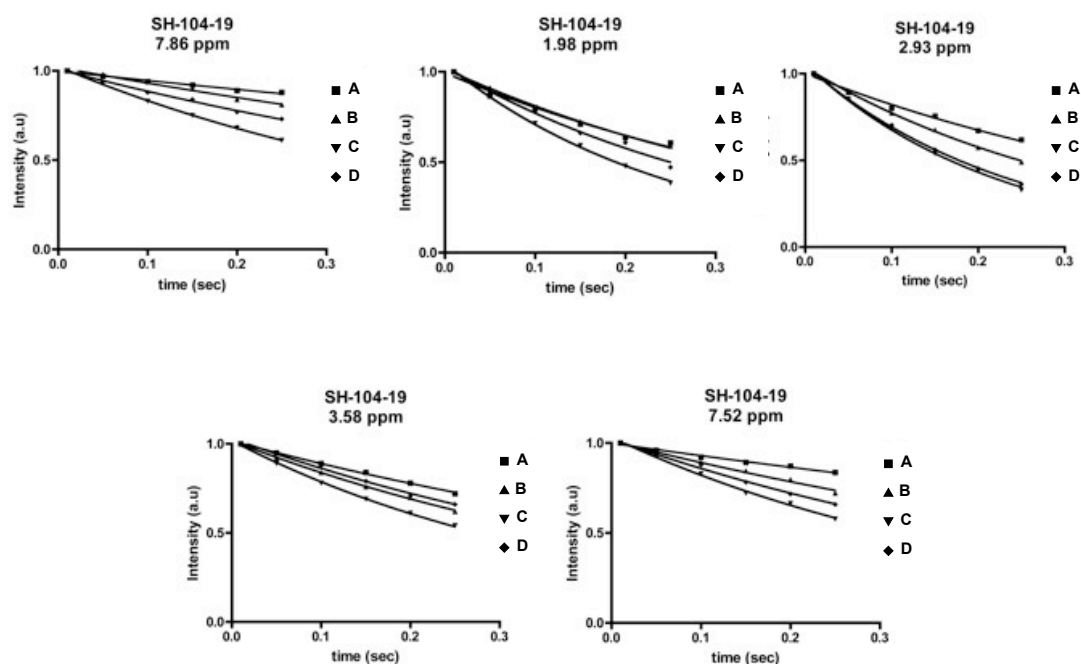 SH-104-19
7.86 ppm
1.0
0.5
0.0
Intensity (a.u)
0.0 0.1 0.2 0.3
time (sec)
A
B
C
D
SH-104-19
1.98 ppm
1.0
0.5
0.0
Intensity (a.u)
0.0 0.1 0.2 0.3
time (sec)
A
B
C
D
SH-104-19
2.93 ppm
1.0
0.5
0.0
0.0 0.1 0.2 0.3
time (sec)
A
B
C
D
SH-104-19
3.58 ppm
1.0
0.5
0.0
Intensity (a.u)
0.0 0.1 0.2 0.3
time (sec)
A
B
C
D
SH-104-19
7.52 ppm
1.0
0.5
0.0
Intensity (a.u)
0.0 0.1 0.2 0.3
time (sec)
A
B
C
D